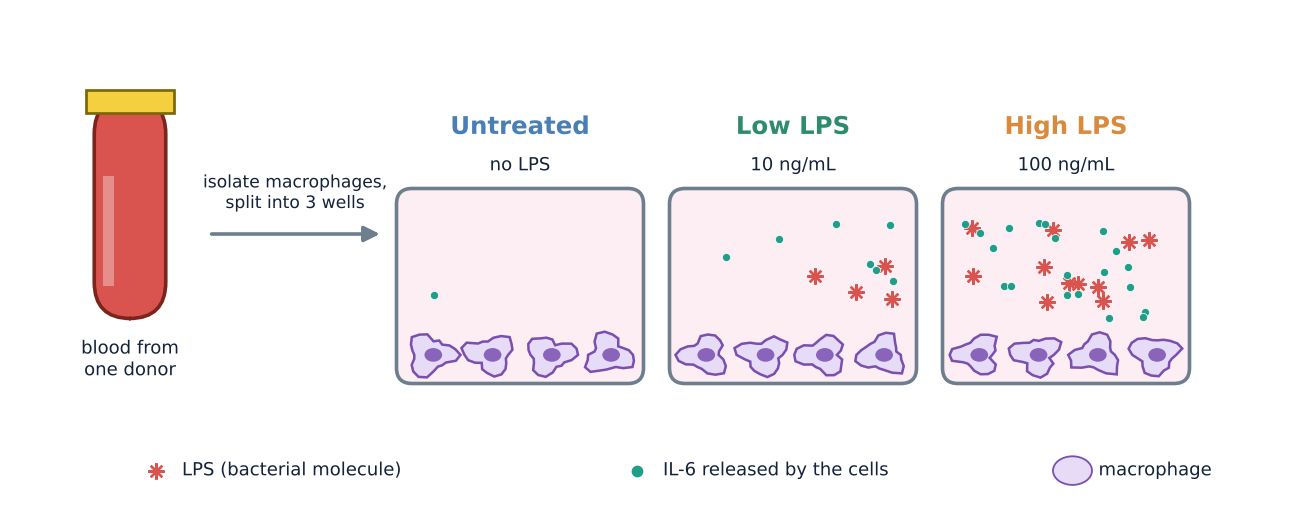 Untreated
no LPS
Low LPS
10 ng/mL
High LPS
100 ng/mL
isolate macrophages,
split into 3 wells
blood from
one donor
LPS (bacterial molecule)
IL-6 released by the cells
macrophage